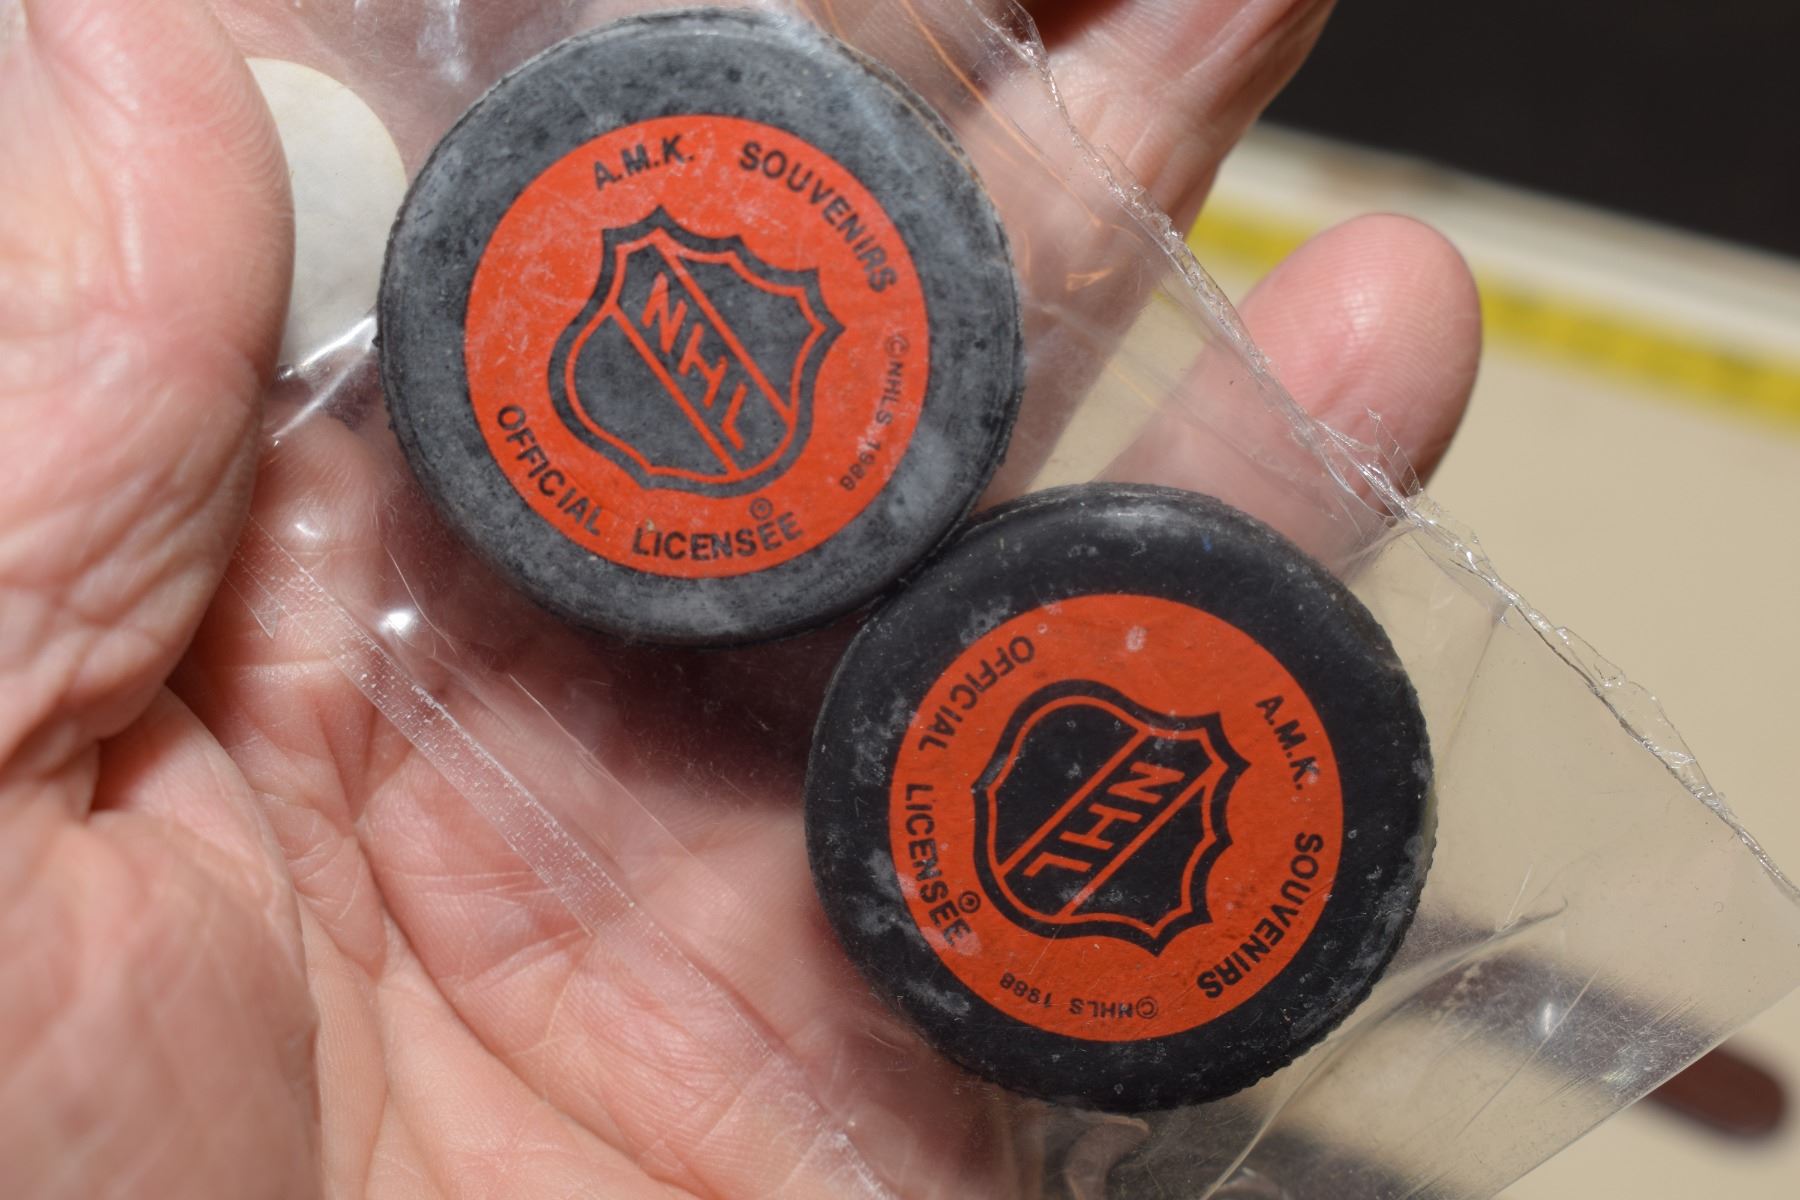 A.M.K. SOUVENIRS
NHL
©NHLS 1988
OFFICIAL LICENSEE
®
A.M.K. SOUVENIRS
NHL
©NHLS 1988
OFFICIAL LICENSEE
®